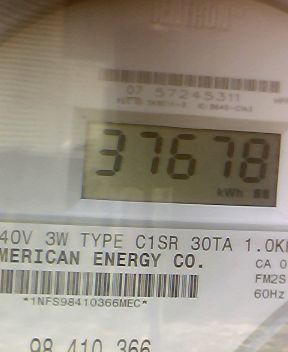 07 57245311
37678
kWh
40V 3W TYPE C1SR 30TA 1.0K
MERICAN ENERGY CO.
CA 0
FM2S
60Hz
*1NFS98410366MEC*
98 410 366